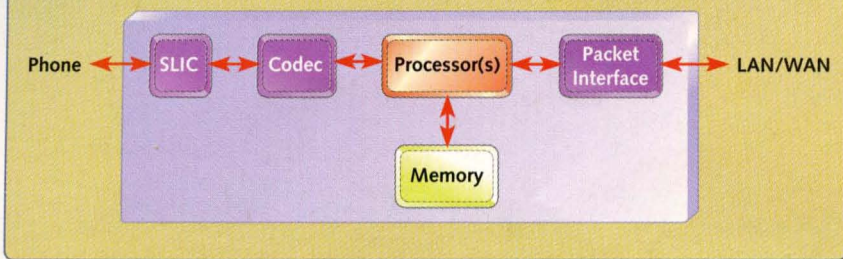 Phone
SLIC
Codec
Processor(s)
Packet
Interface
LAN/WAN
Memory